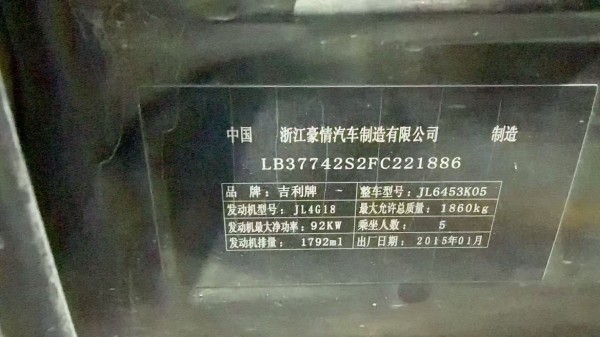 中国 浙江豪情汽车制造有限公司 制造
LB37742S2FC221886
品 牌：吉利牌 - 整车型号：JL6453K05
发动机型号：JL4G18 最大允许总质量：1860kg
发动机最大净功率：92KW 乘坐人数：5
发动机排量：1792ml 出厂日期：2015年01月